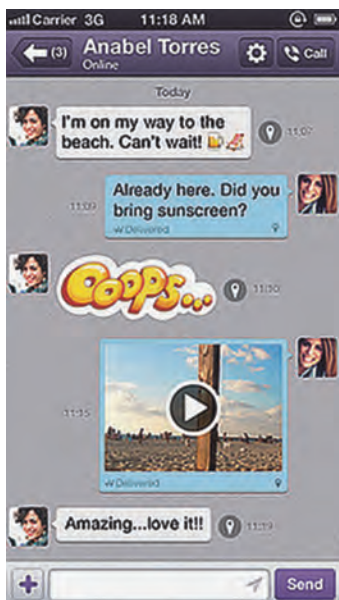 Carrier 3G 11:18 AM
(3) Anabel Torres Call
Online
Today
I'm on my way to the
beach. Can't wait!
11:07
Already here. Did you
bring sunscreen?
11:09
Delivered
OOOPS...
11:10
11:15
Delivered
Amazing...love it!!
Send